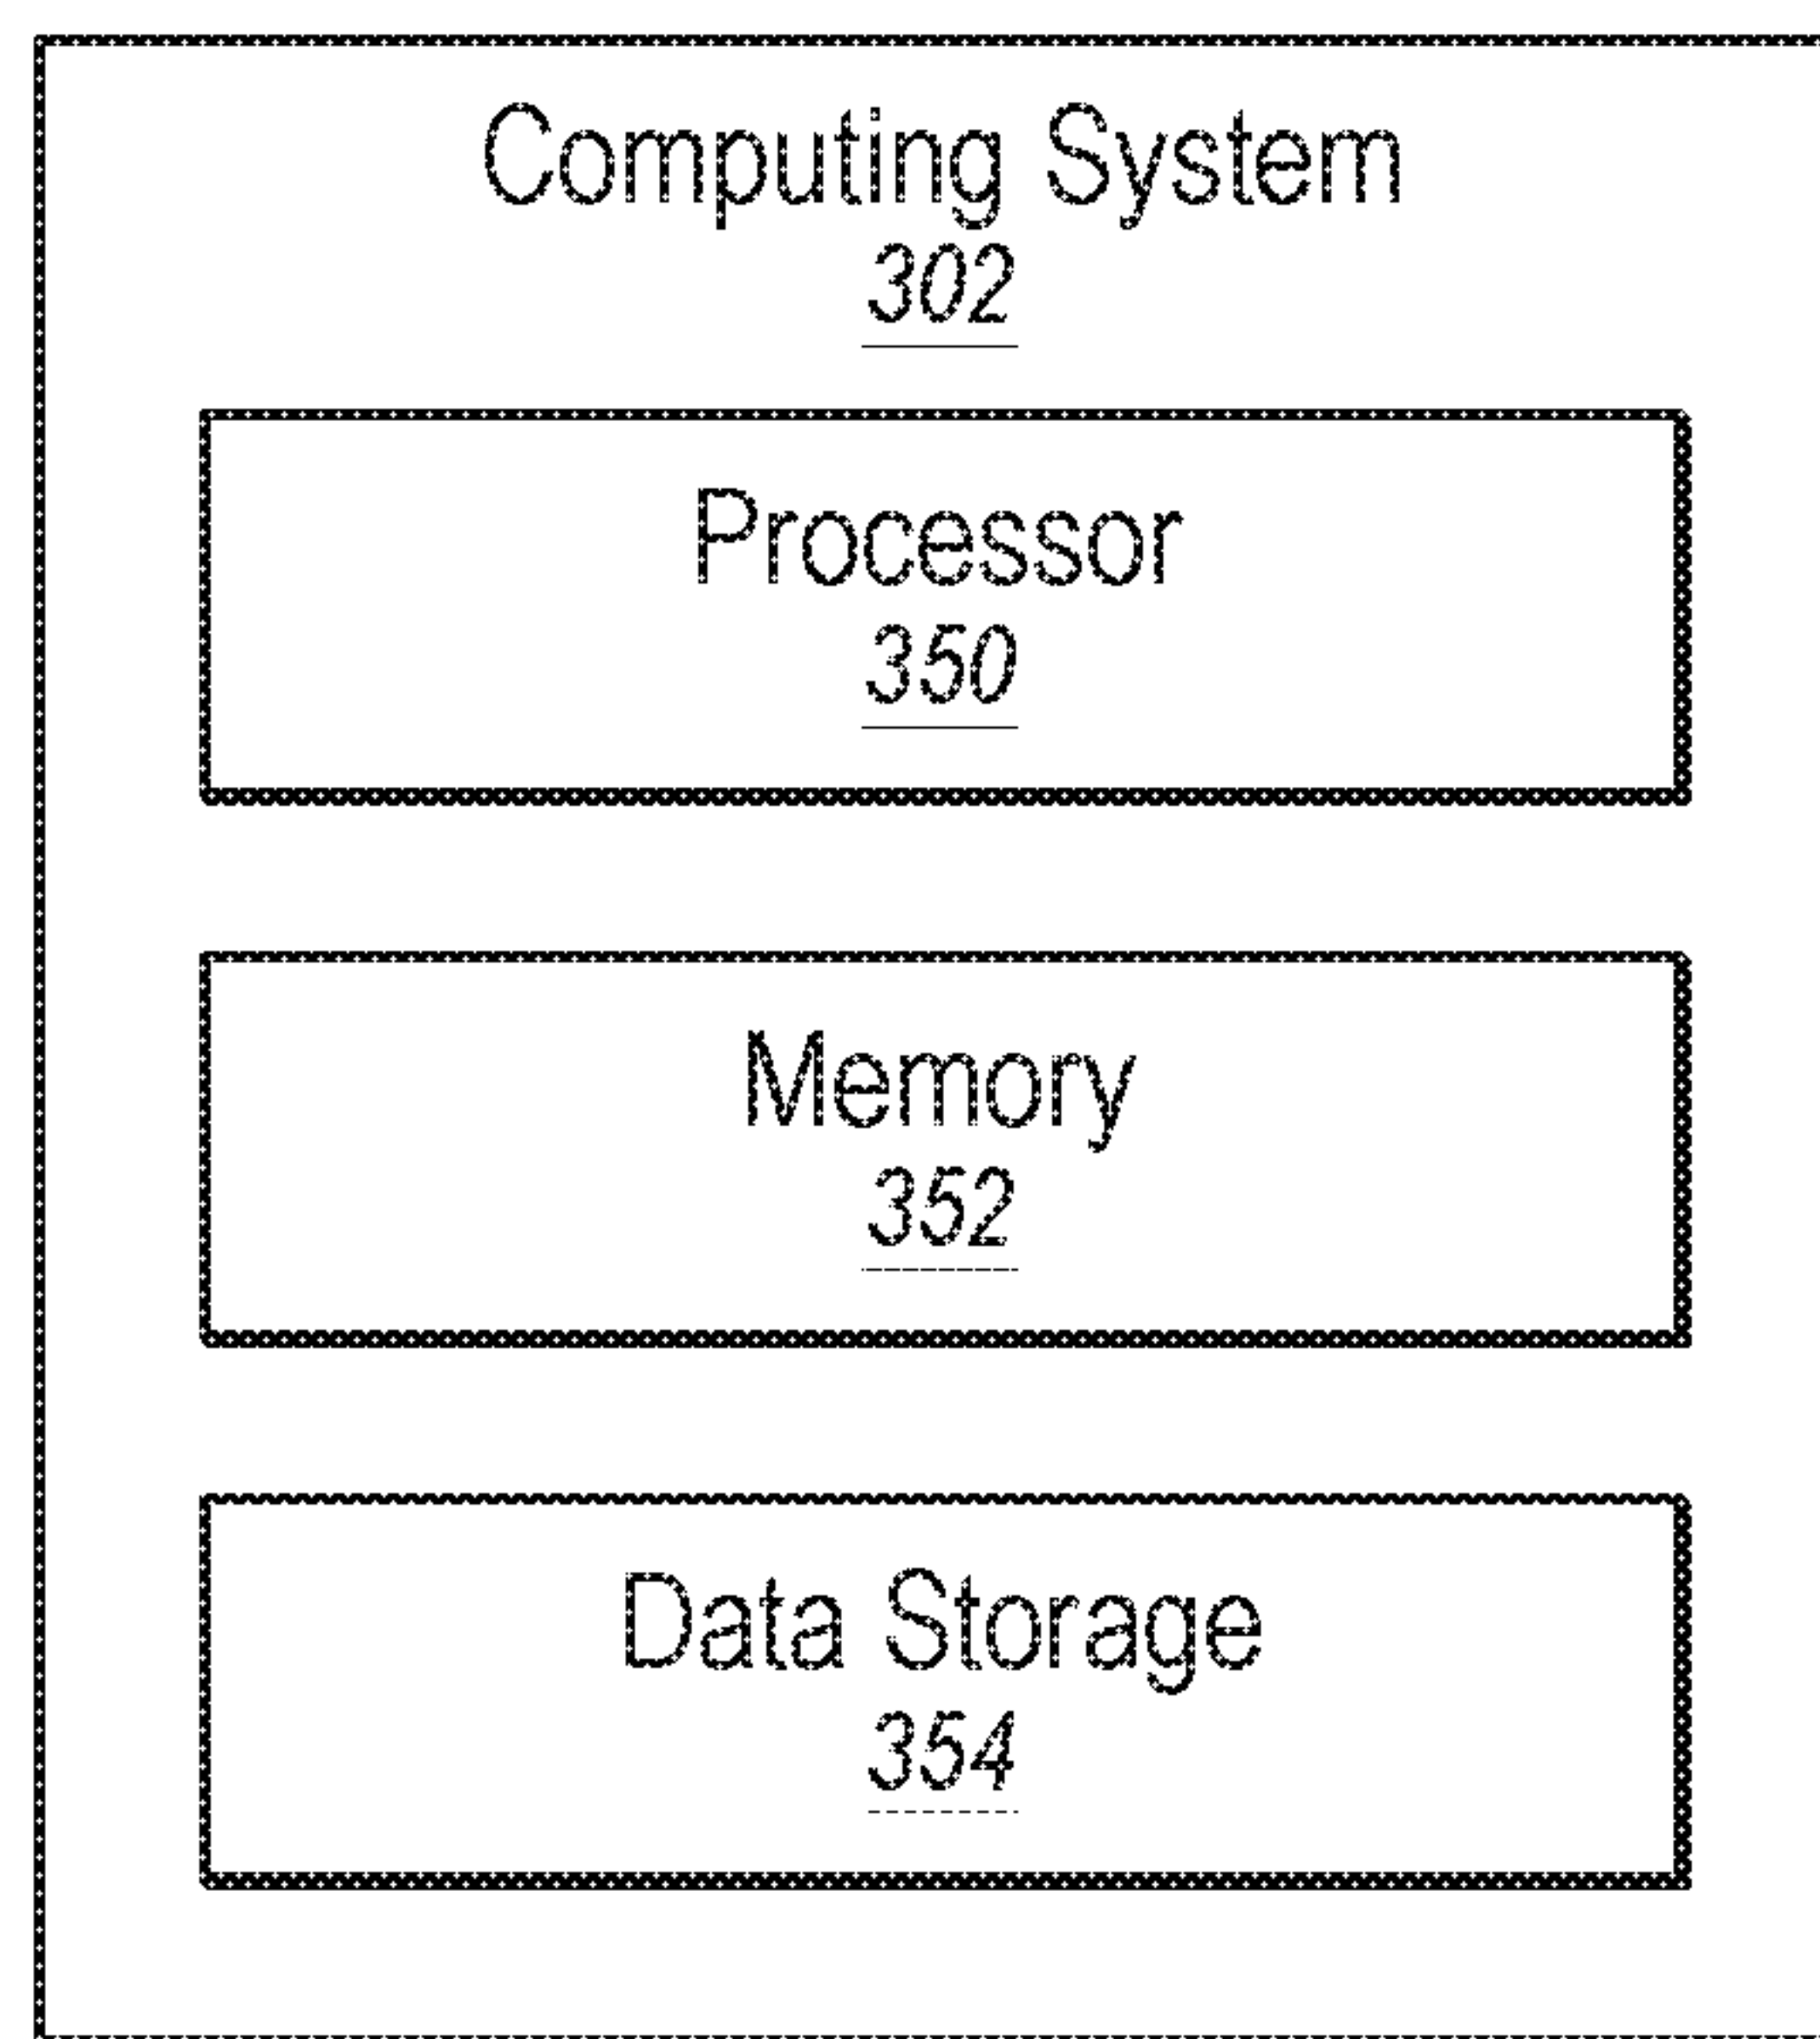 Computing System
302
Processor
350
Memory
352
Data Storage
354